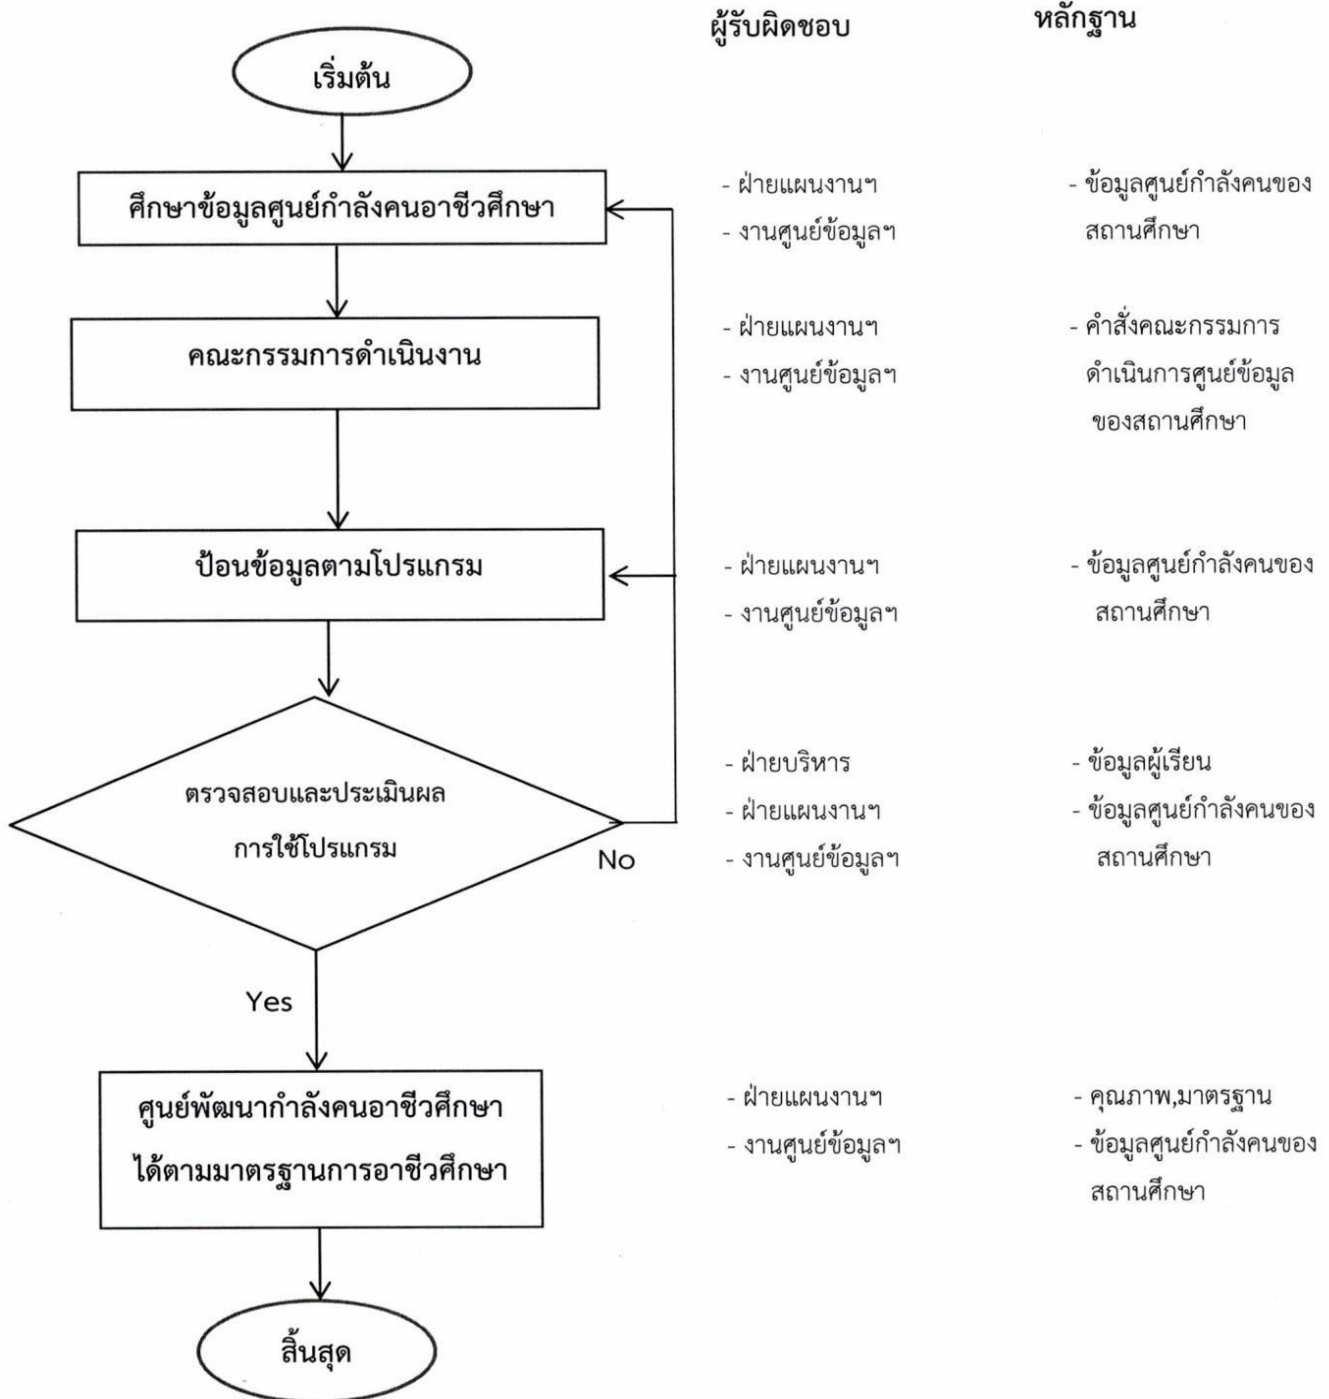 ผู้รับผิดชอบ
หลักฐาน
เริ่มต้น
ศึกษาข้อมูลศูนย์กำลังคนอาชีวศึกษา
- ฝ่ายแผนงานฯ
- งานศูนย์ข้อมูลฯ
- ข้อมูลศูนย์กำลังคนของ
สถานศึกษา
คณะกรรมการดำเนินงาน
- ฝ่ายแผนงานฯ
- งานศูนย์ข้อมูลฯ
- คำสั่งคณะกรรมการ
ดำเนินการศูนย์ข้อมูล
ของสถานศึกษา
ป้อนข้อมูลตามโปรแกรม
- ฝ่ายแผนงานฯ
- งานศูนย์ข้อมูลฯ
- ข้อมูลศูนย์กำลังคนของ
สถานศึกษา
ตรวจสอบและประเมินผล
การใช้โปรแกรม
No
- ฝ่ายบริหาร
- ฝ่ายแผนงานฯ
- งานศูนย์ข้อมูลฯ
- ข้อมูลผู้เรียน
- ข้อมูลศูนย์กำลังคนของ
สถานศึกษา
Yes
ศูนย์พัฒนากำลังคนอาชีวศึกษา
ได้ตามมาตรฐานการอาชีวศึกษา
- ฝ่ายแผนงานฯ
- งานศูนย์ข้อมูลฯ
- คุณภาพ,มาตรฐาน
- ข้อมูลศูนย์กำลังคนของ
สถานศึกษา
สิ้นสุด